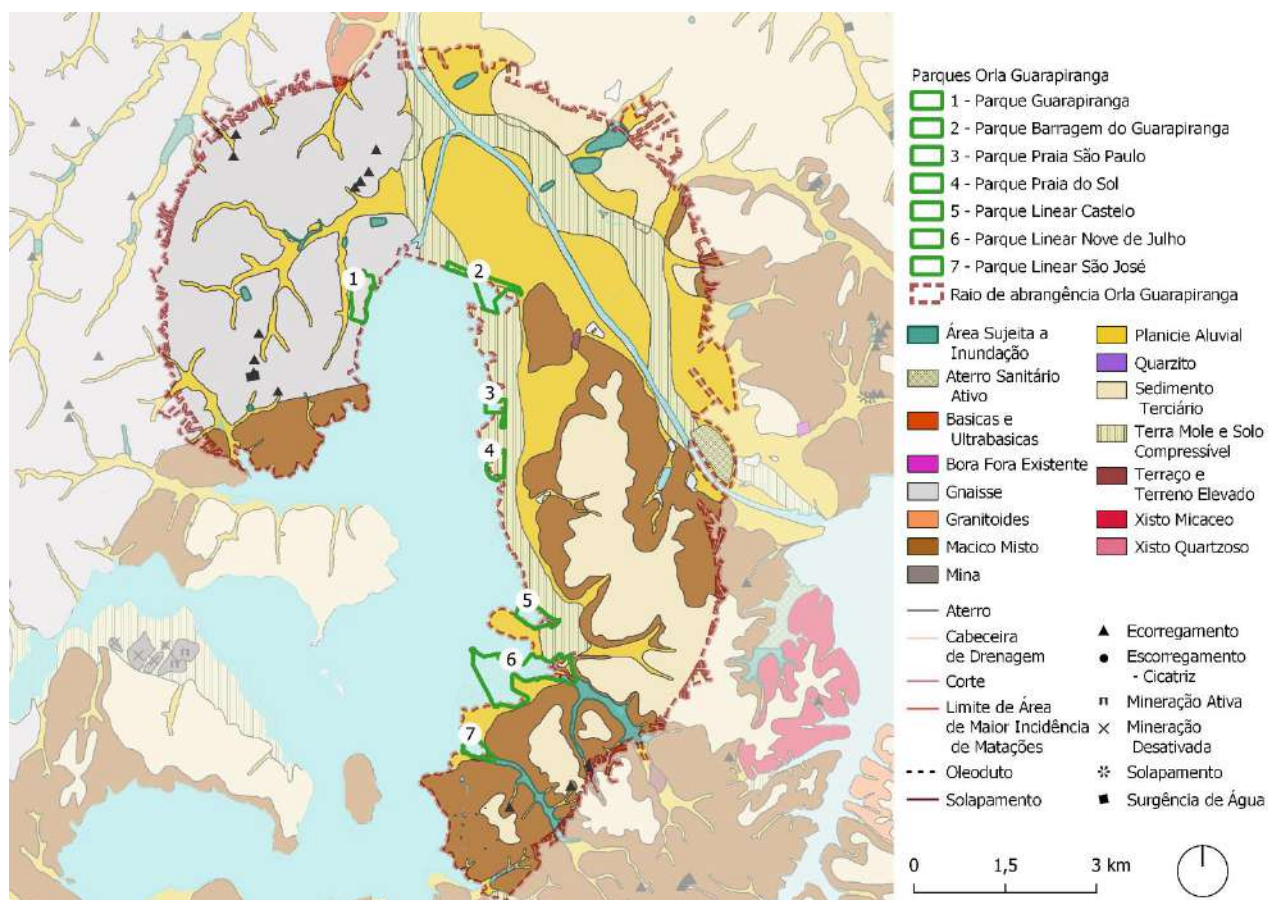 Parques Orla Guarapiranga
1 - Parque Guarapiranga
2 - Parque Barragem do Guarapiranga
3 - Parque Praia São Paulo
4 - Parque Praia do Sol
5 - Parque Linear Castelo
6 - Parque Linear Nove de Julho
7 - Parque Linear São José
Raio de abrangência Orla Guarapiranga
Área Sujeita a
Inundação
Aterro Sanitário
Ativo
Basicas e
Ultrabasicas
Bora Fora Existente
Gnaisse
Granitoides
Macico Misto
Mina
Planicie Aluvial
Quarzito
Sedimento
Terciário
Terra Mole e Solo
Compressível
Terraço e
Terreno Elevado
Xisto Micaceo
Xisto Quartzoso
Aterro
Cabeceira
de Drenagem
Corte
Limite de Área
de Maior Incidência
de Matações
Oleoduto
Solapamento
Ecorregamento
Escorregamento
- Cicatriz
Mineração Ativa
Mineração
Desativada
Solapamento
Surgência de Água
0 1,5 3 km
1
2
3
4
5
6
7